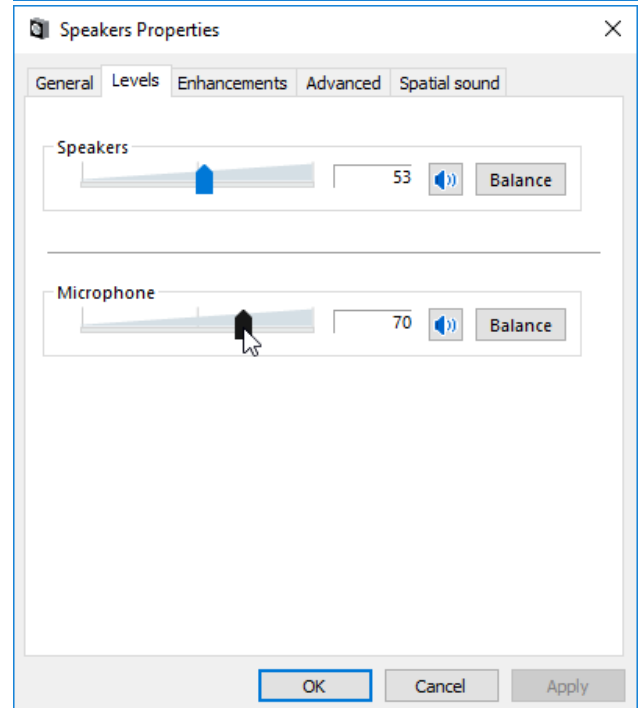 Speakers Properties
General Levels Enhancements Advanced Spatial sound
Speakers
53 Balance
Microphone
70 Balance
OK Cancel Apply